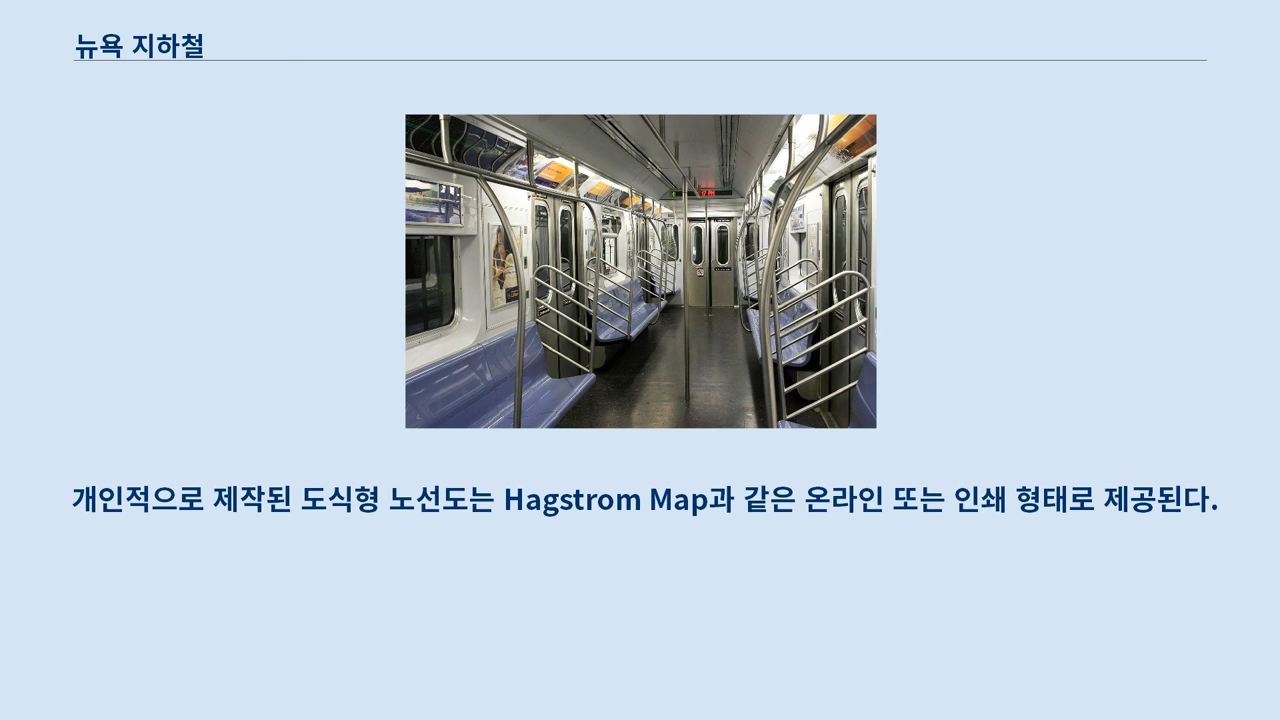 뉴욕 지하철
개인적으로 제작된 도식형 노선도는 Hagstrom Map과 같은 온라인 또는 인쇄 형태로 제공된다.